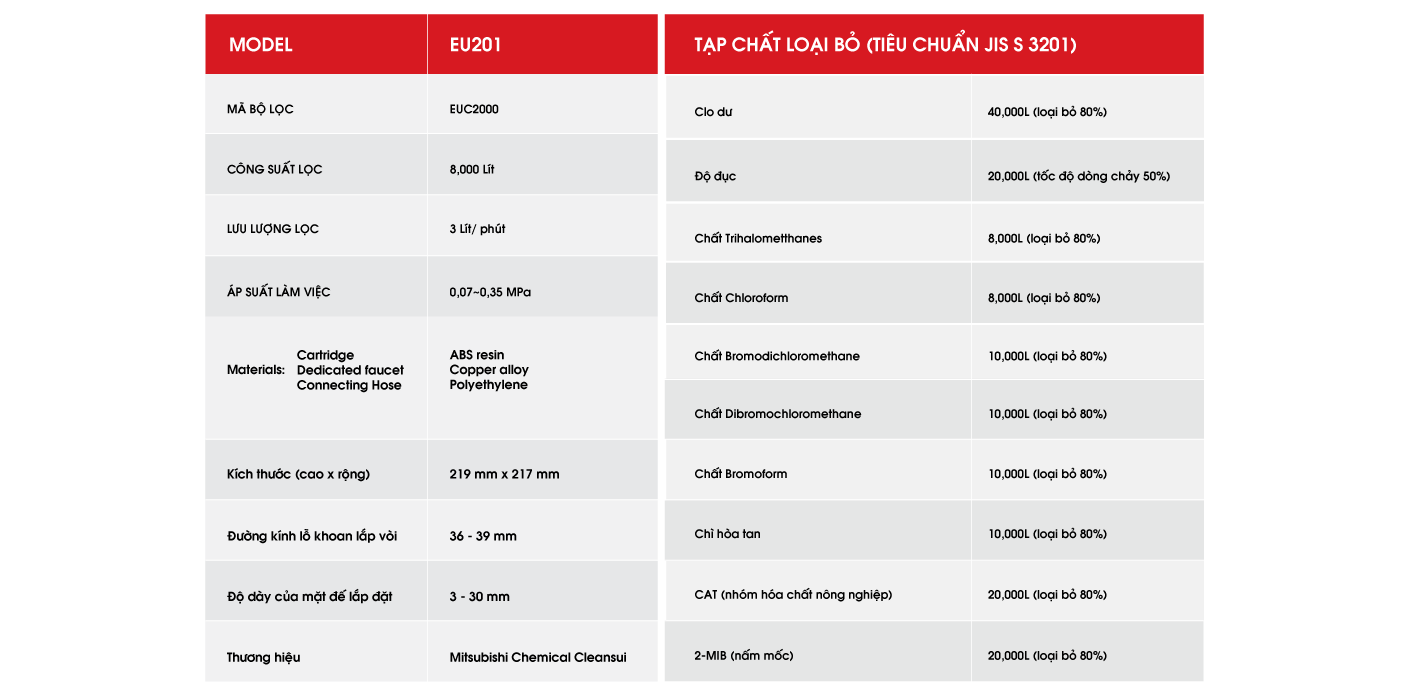 MODEL EU201
MÃ BỘ LỌC EUC2000
CÔNG SUẤT LỌC 8,000 Lít
LƯU LƯỢNG LỌC 3 Lít/ phút
ÁP SUẤT LÀM VIỆC 0,07~0,35 MPa
Cartridge ABS resin
Materials: Dedicated faucet Copper alloy
Connecting Hose Polyethylene
Kích thước (cao x rộng) 219 mm x 217 mm
Đường kính lỗ khoan lắp vòi 36 - 39 mm
Độ dày của mặt đế lắp đặt 3 - 30 mm
Thương hiệu Mitsubishi Chemical Cleansui
TẠP CHẤT LOẠI BỎ (TIÊU CHUẨN JIS S 3201)
Clo dư 40,000L (loại bỏ 80%)
Độ đục 20,000L (tốc độ dòng chảy 50%)
Chất Trihalometthanes 8,000L (loại bỏ 80%)
Chất Chloroform 8,000L (loại bỏ 80%)
Chất Bromodichloromethane 10,000L (loại bỏ 80%)
Chất Dibromochloromethane 10,000L (loại bỏ 80%)
Chất Bromoform 10,000L (loại bỏ 80%)
Chì hòa tan 10,000L (loại bỏ 80%)
CAT (nhóm hóa chất nông nghiệp) 20,000L (loại bỏ 80%)
2-MIB (nấm mốc) 20,000L (loại bỏ 80%)